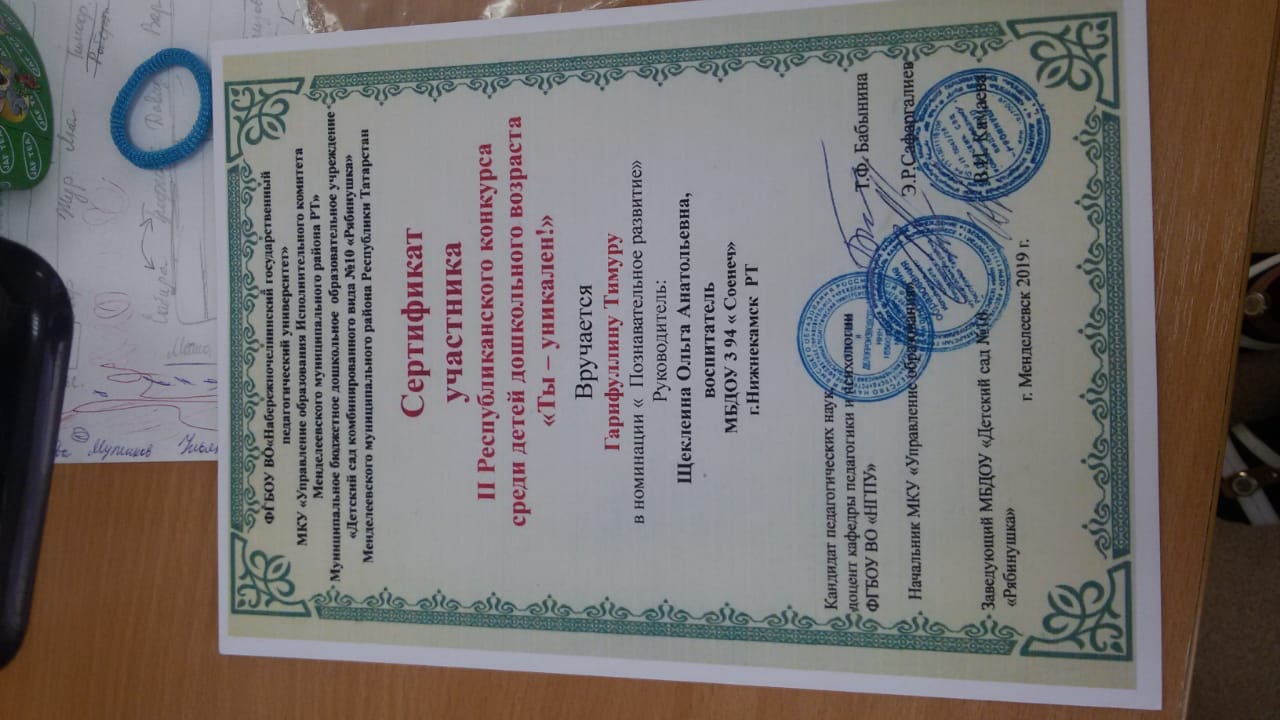 ФГБОУ ВО«Набережночелнинский государственный
педагогический университет»
МКУ «Управление образования Исполнительного комитета
Менделеевского муниципального района РТ»
Муниципальное бюджетное дошкольное образовательное учреждение
«Детский сад комбинированного вида №10 «Рябинушка»
Менделеевского муниципального района Республики Татарстан
Сертификат
участника
II Республиканского конкурса
среди детей дошкольного возраста
«Ты – уникален!»
Вручается
Гарифуллину Тимуру
в номинации « Познавательное развитие»
Руководитель:
Щеклеина Ольга Анатольевна,
воспитатель
МБДОУ З 94 « Соенеч»
г.Нижнекамск РТ
Кандидат педагогических наук,
доцент кафедры педагогики и психологии
ФГБОУ ВО «НГПУ» Т.Ф. Бабынина
Начальник МКУ «Управление образованию» Э.Р.Сафаргалиев
Заведующий МБДОУ «Детский сад №10 В.И. Камаева
«Рябинушка»
г. Менделеевск 2019 г.